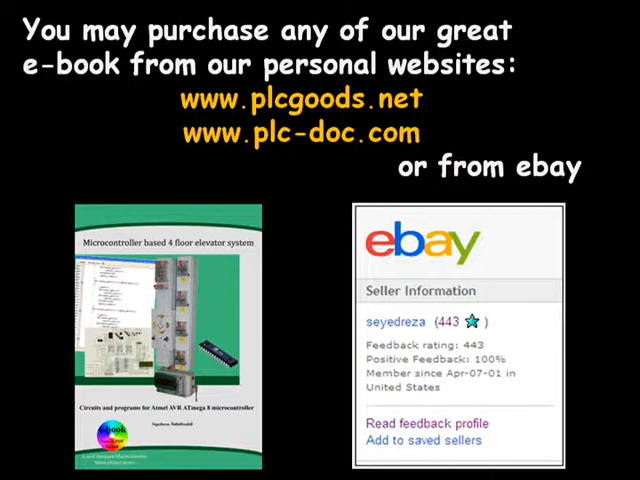 You may purchase any of our great
e-book from our personal websites:
www.plcgoods.net
www.plc-doc.com
or from ebay
Microcontroller based 4 floor elevator system
Circuits and programs for Atmel AVR ATmega 8 microcontroller
e-book
ebay
Seller Information
seyedreza (443 )
Feedback rating: 443
Positive Feedback: 100%
Member since Apr-07-01 in
United States
Read feedback profile
Add to saved sellers